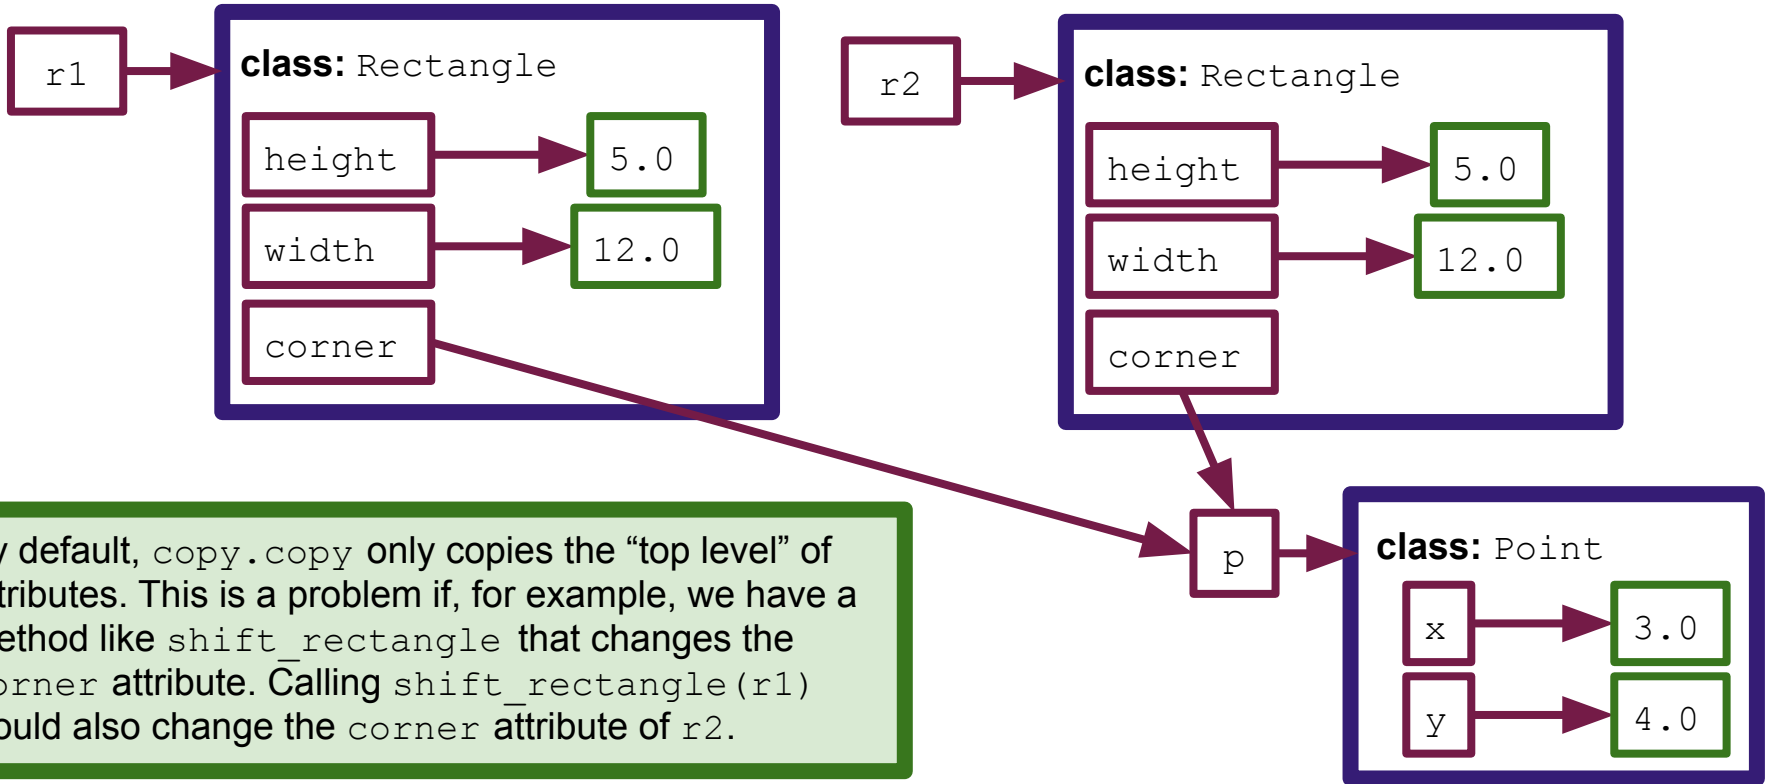 r1
class: Rectangle
height
5.0
width
12.0
corner
r2
class: Rectangle
height
5.0
width
12.0
corner
p
class: Point
x
3.0
y
4.0
y default, copy.copy only copies the “top level” of
tributes. This is a problem if, for example, we have a
ethod like shift_rectangle that changes the
orner attribute. Calling shift_rectangle(r1)
ould also change the corner attribute of r2.